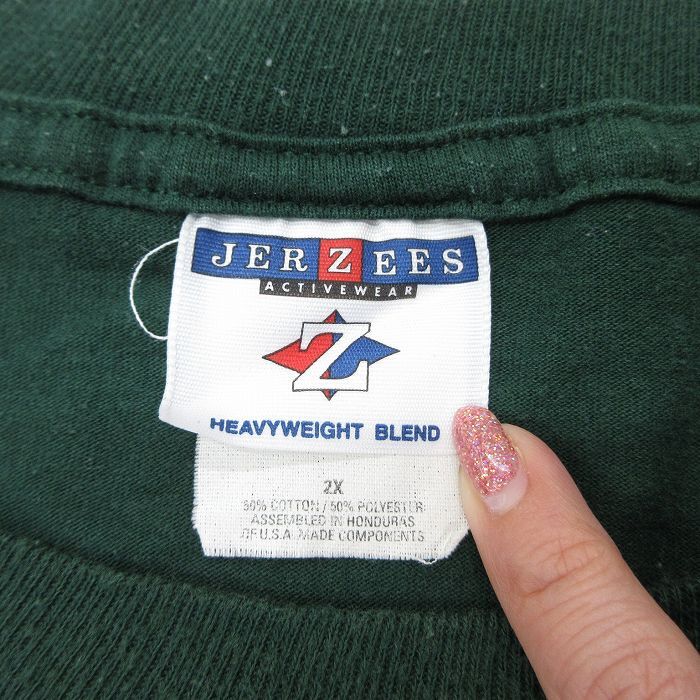 JERZEES
ACTIVEWEAR
Z
HEAVYWEIGHT BLEND
2X
50% COTTON / 50% POLYESTER
ASSEMBLED IN HONDURAS
OF U.S.A. MADE COMPONENTS